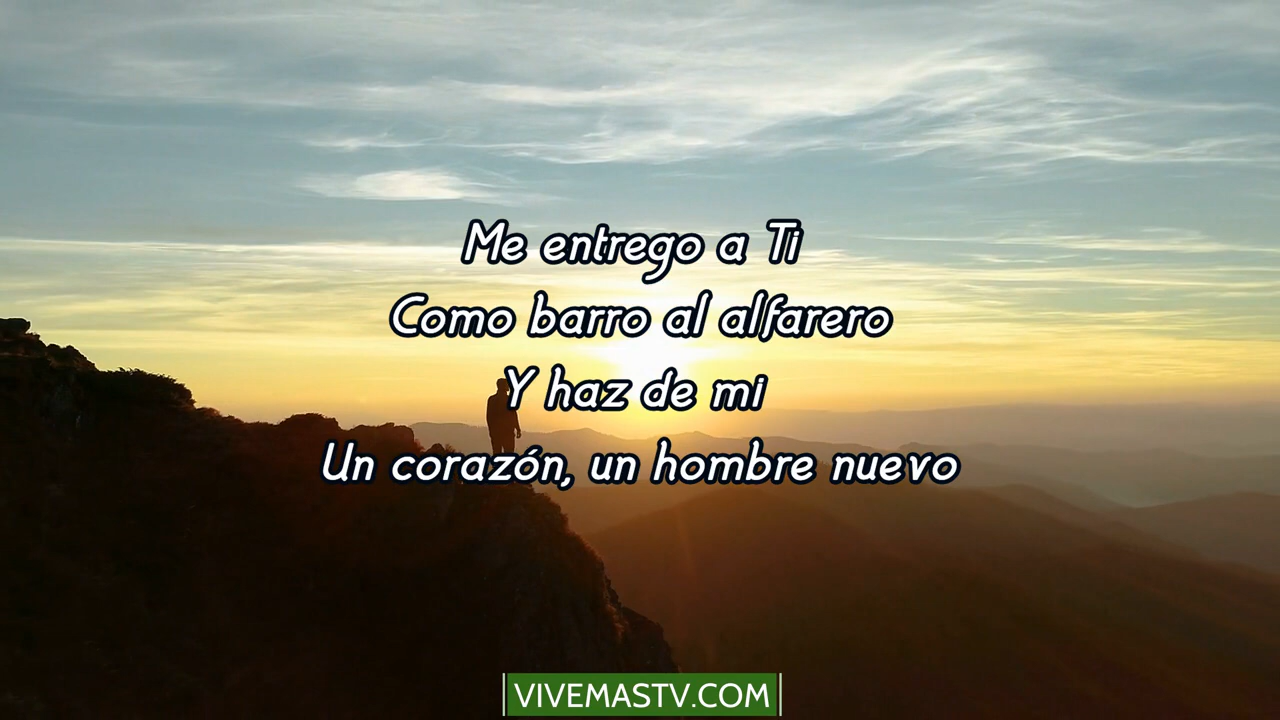 Me entrego a Ti
Como barro al alfarero
Y haz de mi
Un corazón, un hombre nuevo
VIVEMASTV.COM